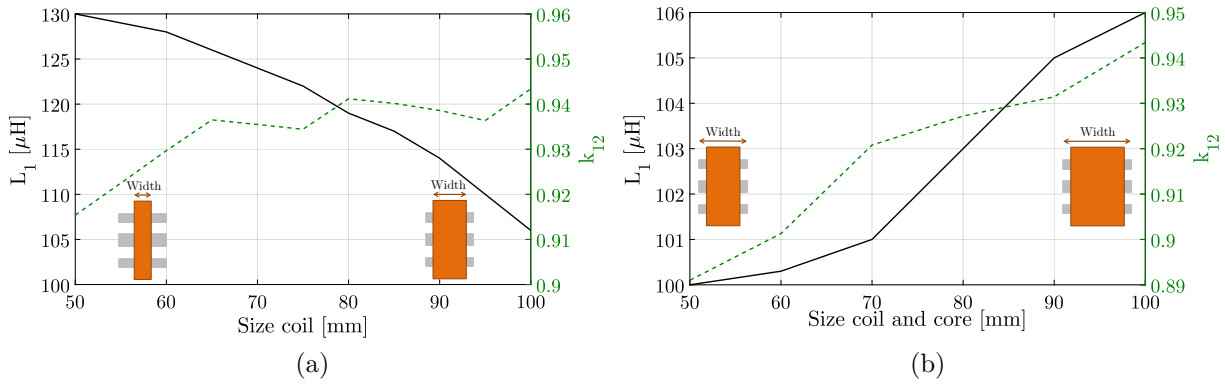 130
125
120
115
110
105
100
L₁ [μH]
0.96
0.95
0.94
0.93
0.92
0.91
0.9
k₁₂
Width
Width
50 60 70 80 90 100
Size coil [mm]
(a)
106
105
104
103
102
101
100
L₁ [μH]
0.95
0.94
0.93
0.92
0.91
0.9
0.89
k₁₂
Width
Width
50 60 70 80 90 100
Size coil and core [mm]
(b)